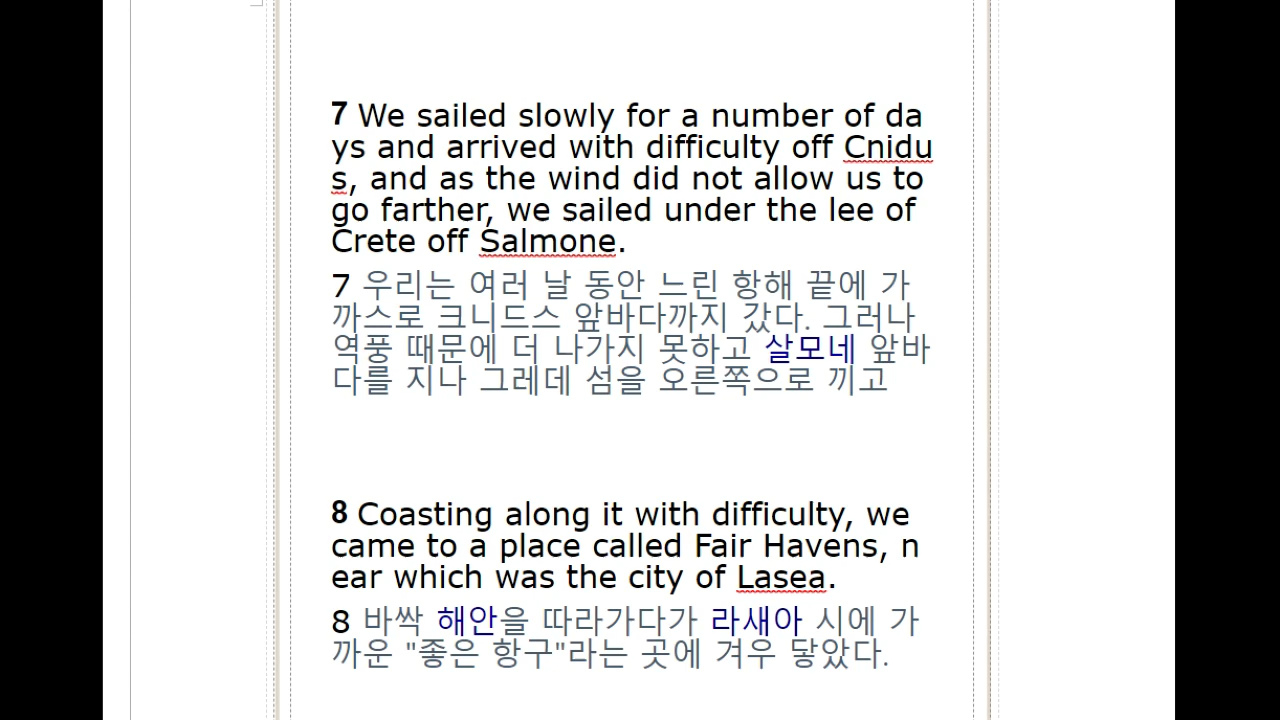 7 We sailed slowly for a number of da
ys and arrived with difficulty off Cnidu
s, and as the wind did not allow us to
go farther, we sailed under the lee of
Crete off Salmone.
7 우리는 여러 날 동안 느린 항해 끝에 가
까스로 크니드스 앞바다까지 갔다. 그러나
역풍 때문에 더 나가지 못하고 살모네 앞바
다를 지나 그레데 섬을 오른쪽으로 끼고
8 Coasting along it with difficulty, we
came to a place called Fair Havens, n
ear which was the city of Lasea.
8 바싹 해안을 따라가다가 라새아 시에 가
까운 "좋은 항구"라는 곳에 겨우 닿았다.